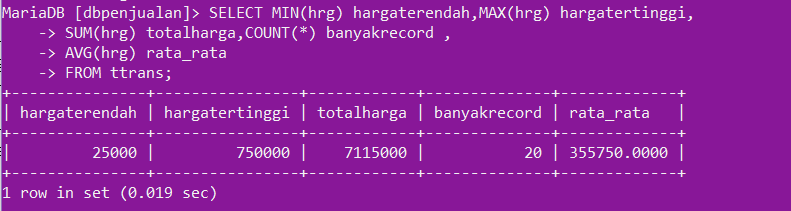 MariaDB [dbpenjualan]> SELECT MIN(hrg) hargaterendah,MAX(hrg) hargatertinggi,
    -> SUM(hrg) totalharga,COUNT(*) banyakrecord ,
    -> AVG(hrg) rata_rata
    -> FROM ttrans;
+---------------+----------------+------------+--------------+-------------+
| hargaterendah | hargatertinggi | totalharga | banyakrecord | rata_rata   |
+---------------+----------------+------------+--------------+-------------+
|         25000 |         750000 |    7115000 |           20 | 355750.0000 |
+---------------+----------------+------------+--------------+-------------+
1 row in set (0.019 sec)